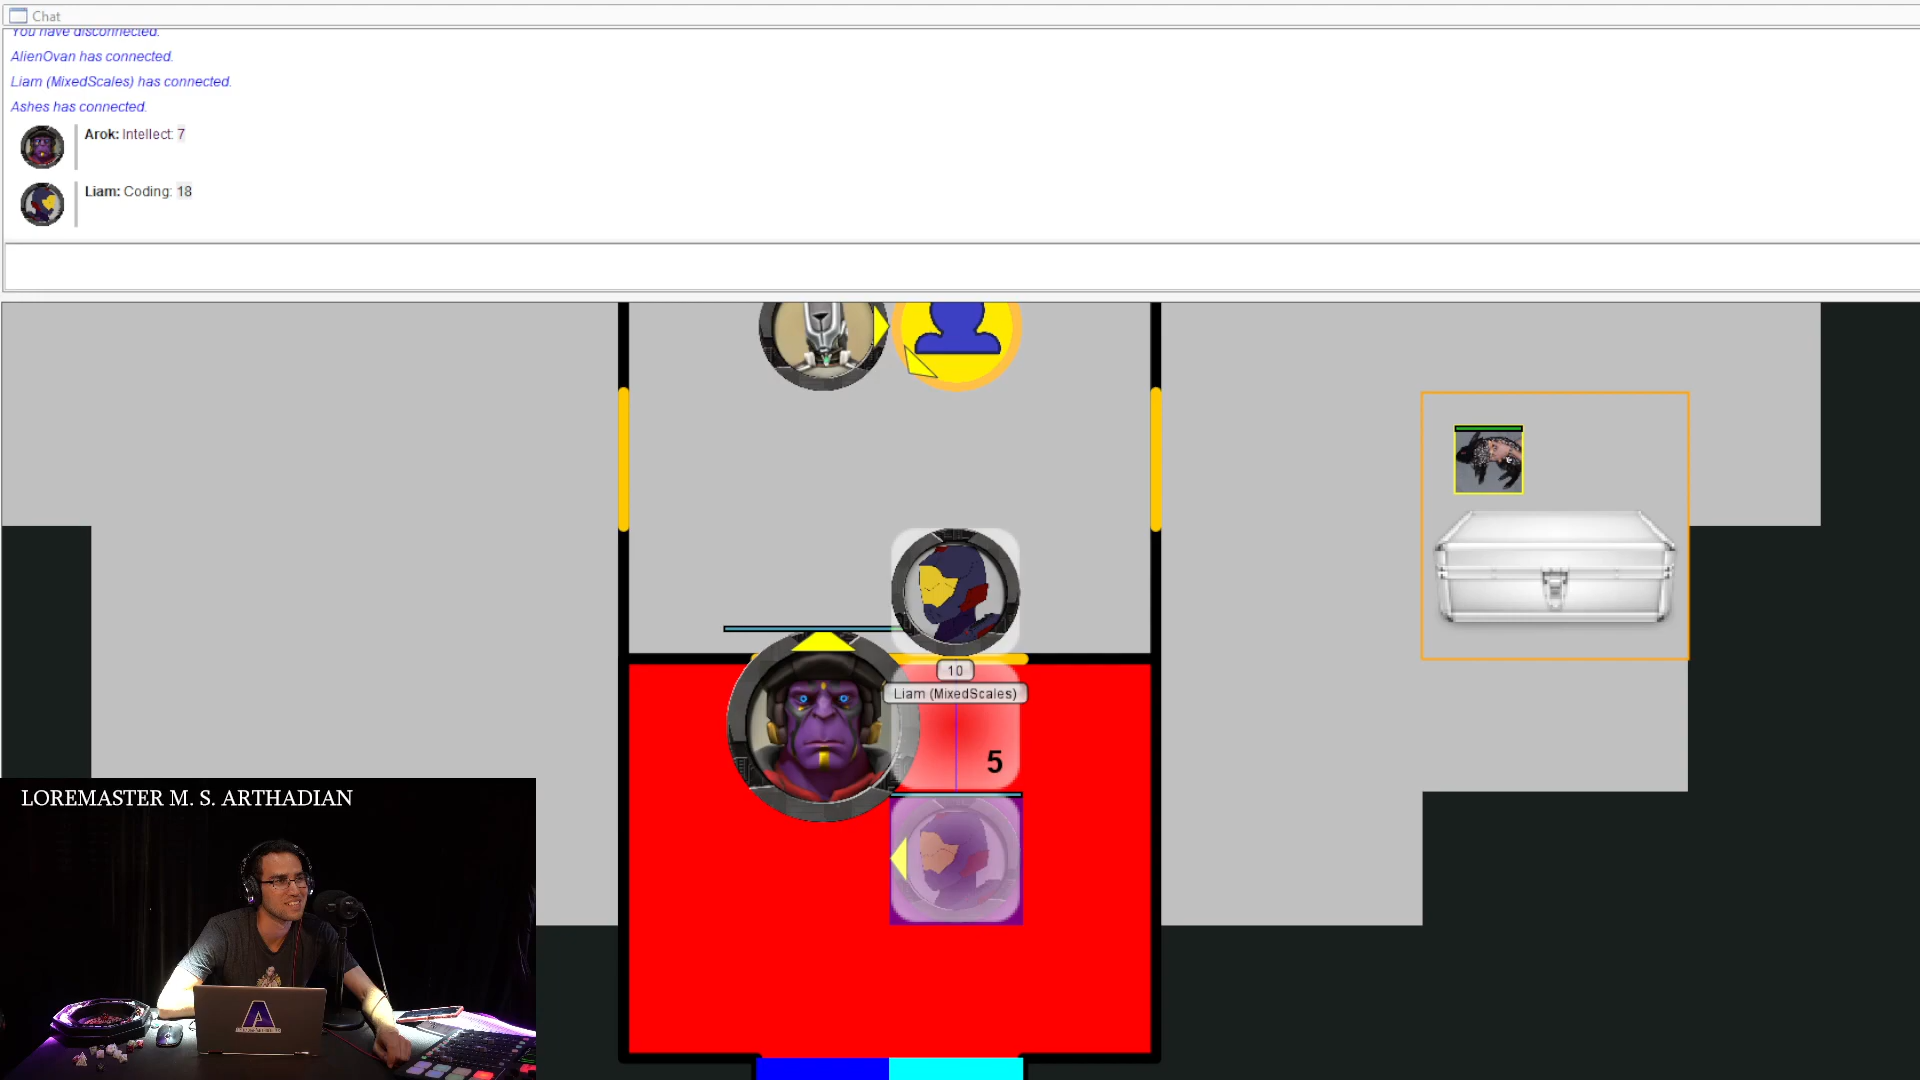 Chat
You have disconnected.
AlienOvan has connected.
Liam (MixedScales) has connected.
Ashes has connected.
Arok: Intellect: 7
Liam: Coding: 18
10
Liam (MixedScales)
5
LOREMASTER M. S. ARTHADIAN
A